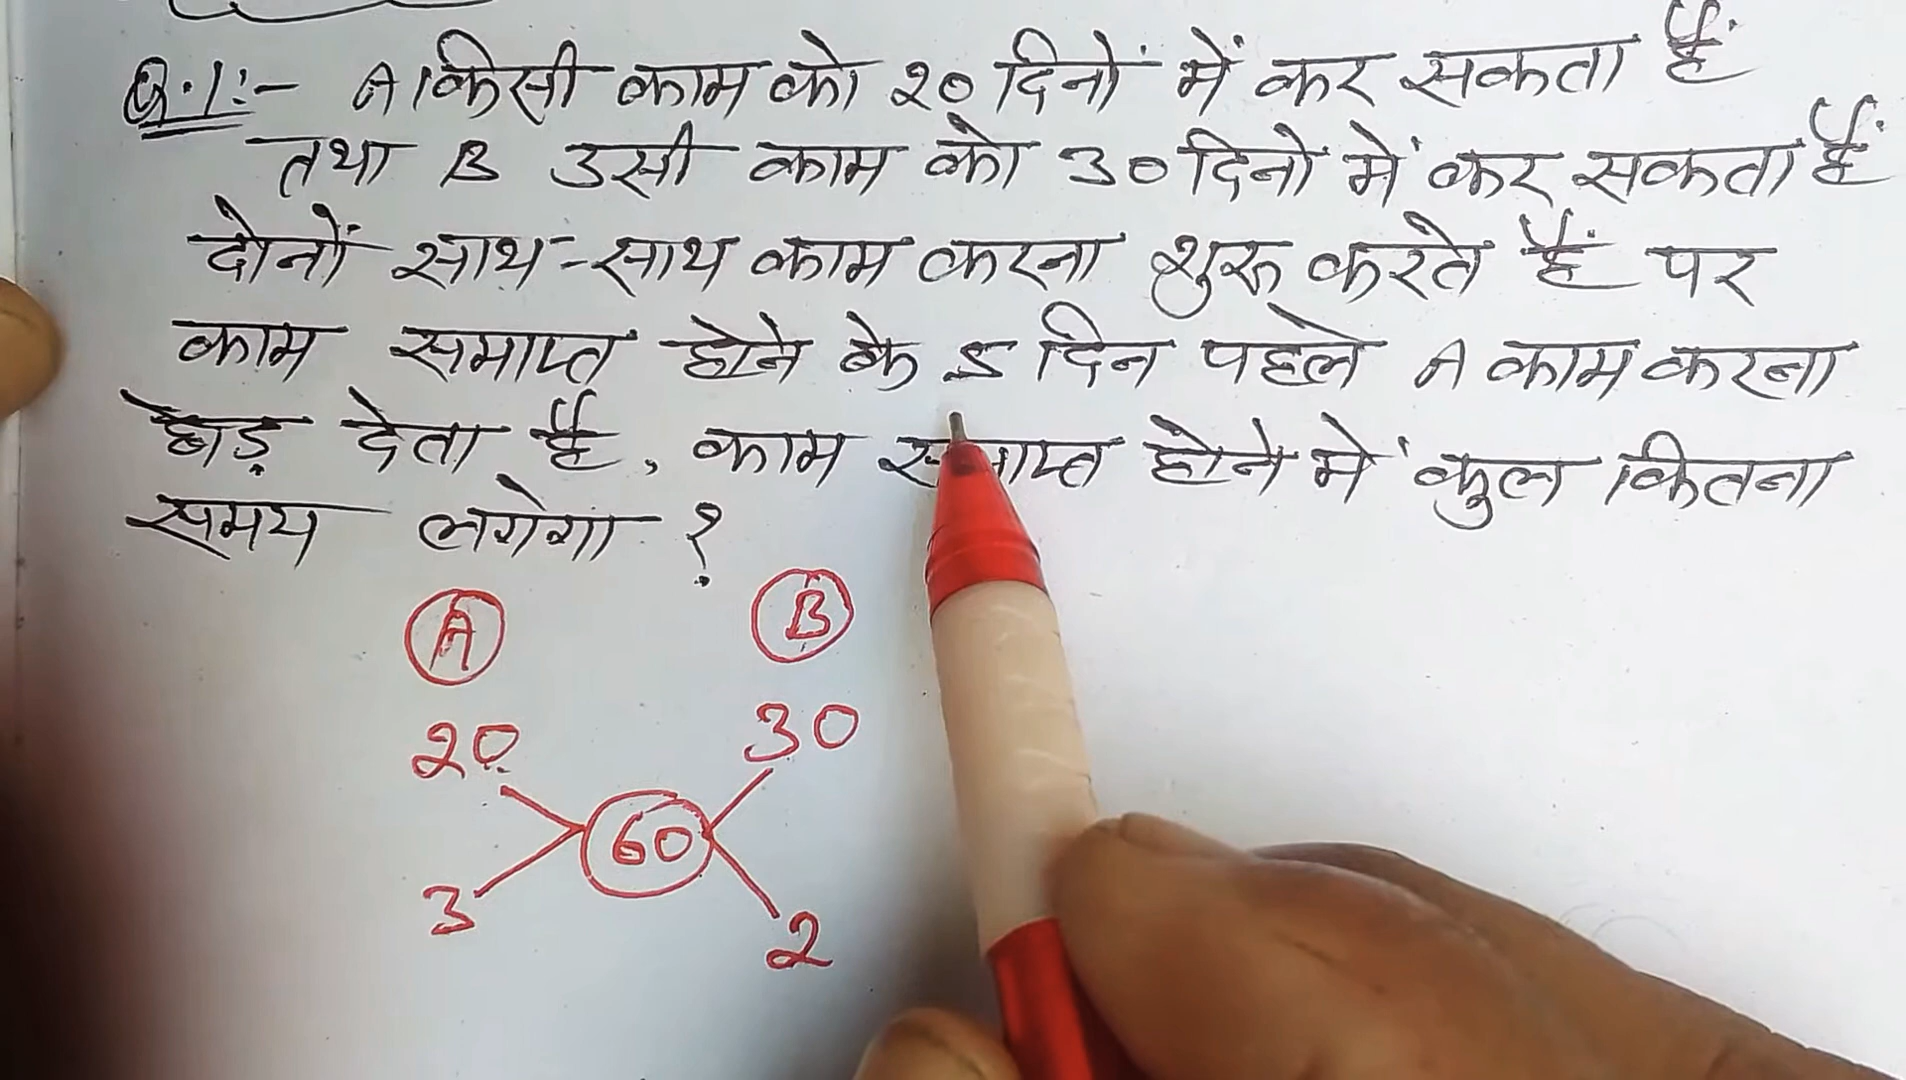 Q.1:- A किसी काम को 20 दिनों में कर सकता हैं
तथा B उसी काम को 30 दिनों में कर सकता हैं
दोनों साथ-साथ काम करना शुरू करते हैं पर
काम समाप्त होने के 5 दिन पहले A काम करना
छोड़ देता है, काम समाप्त होने में कुल कितना
समय लगेगा ?
A B
20 30
60
3 2